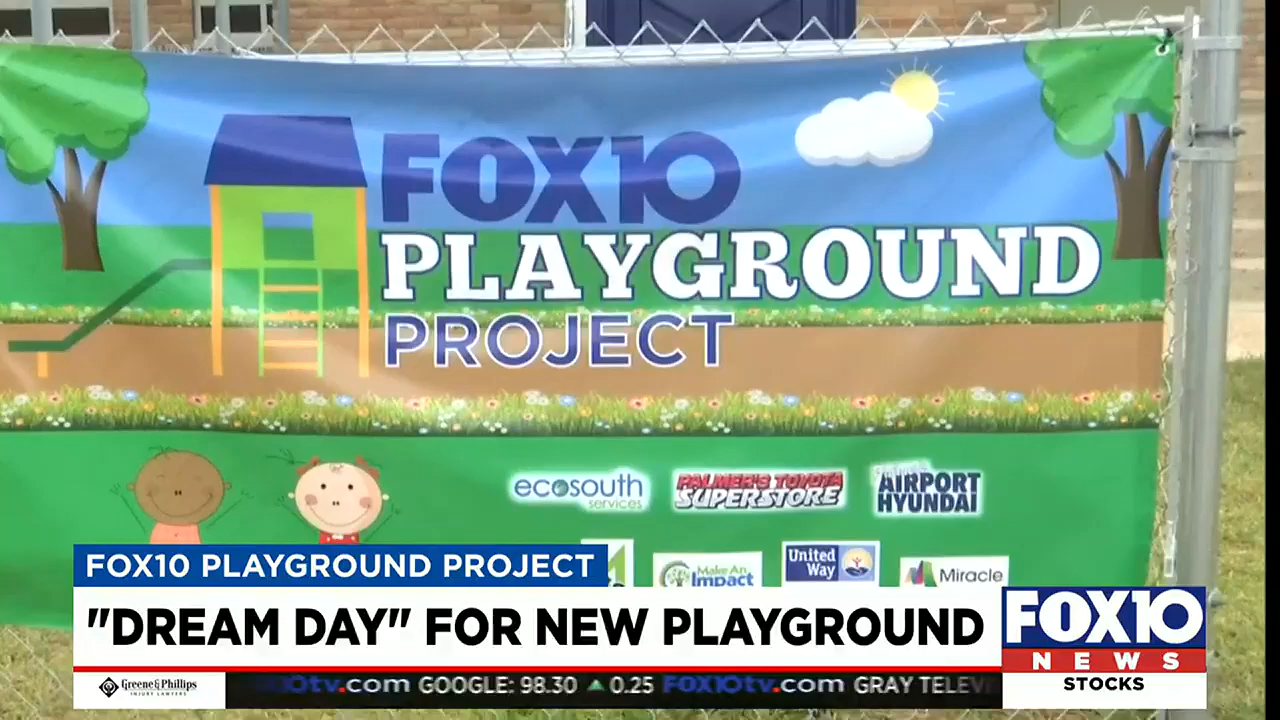 FOX10
PLAYGROUND
PROJECT
ecosouth
services
PALMER'S TOYOTA
SUPERSTORE
AIRPORT
HYUNDAI
Make An
Impact
United
Way
Miracle
FOX10 PLAYGROUND PROJECT
"DREAM DAY" FOR NEW PLAYGROUND
FOX10
NEWS
STOCKS
Greene & Phillips
INJURY LAWYERS
10tv.com GOOGLE: 98.30 ▲0.25 FOX10tv.com GRAY TELEV